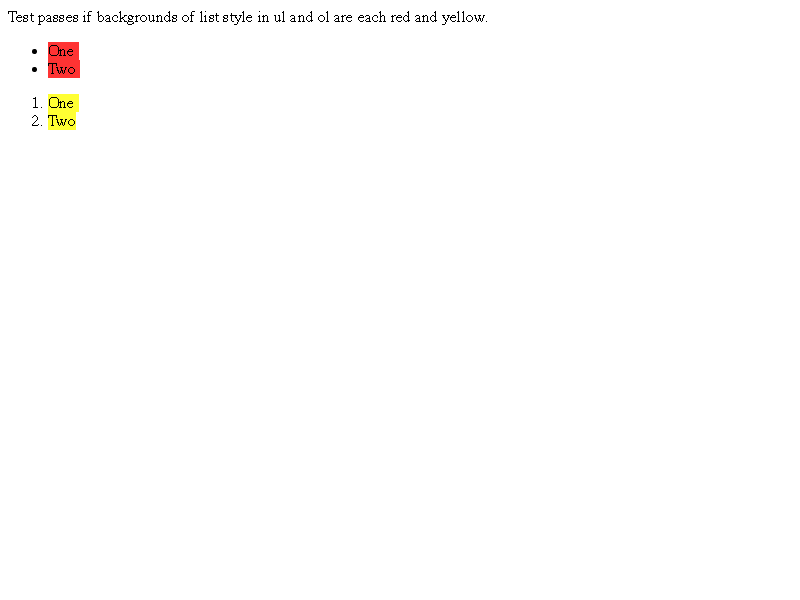 Test passes if backgrounds of list style in ul and ol are each red and yellow.
• One
• Two
1. One
2. Two